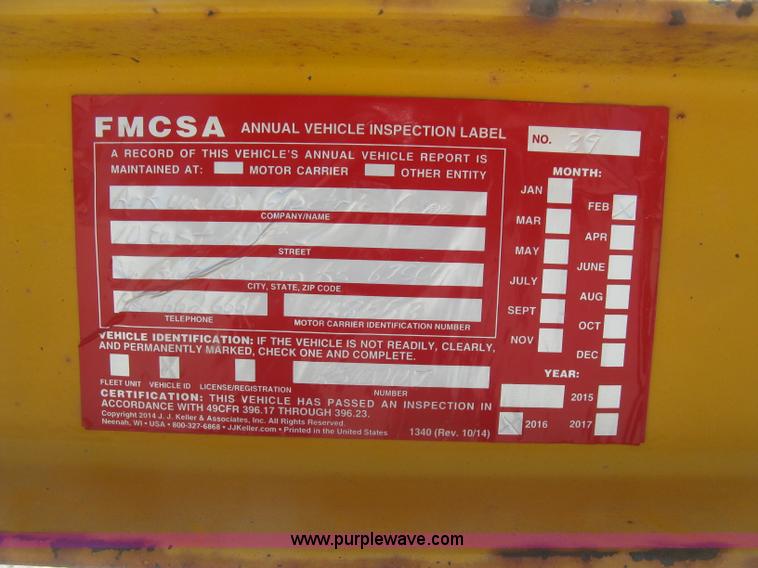 FMCSA ANNUAL VEHICLE INSPECTION LABEL
NO. 39
A RECORD OF THIS VEHICLE'S ANNUAL VEHICLE REPORT IS
MAINTAINED AT: MOTOR CARRIER OTHER ENTITY
COMPANY/NAME
STREET
CITY, STATE, ZIP CODE
TELEPHONE MOTOR CARRIER IDENTIFICATION NUMBER
VEHICLE IDENTIFICATION: IF THE VEHICLE IS NOT READILY, CLEARLY,
AND PERMANENTLY MARKED, CHECK ONE AND COMPLETE.
FLEET UNIT VEHICLE ID LICENSE/REGISTRATION NUMBER
CERTIFICATION: THIS VEHICLE HAS PASSED AN INSPECTION IN
ACCORDANCE WITH 49CFR 396.17 THROUGH 396.23.
Copyright 2014 J. J. Keller & Associates, Inc. All Rights Reserved.
Neenah, WI • USA • 800-327-6868 • JJKeller.com • Printed in the United States 1340 (Rev. 10/14)
MONTH:
JAN FEB
MAR APR
MAY JUNE
JULY AUG
SEPT OCT
NOV DEC
YEAR:
2015
2016 2017
www.purplewave.com